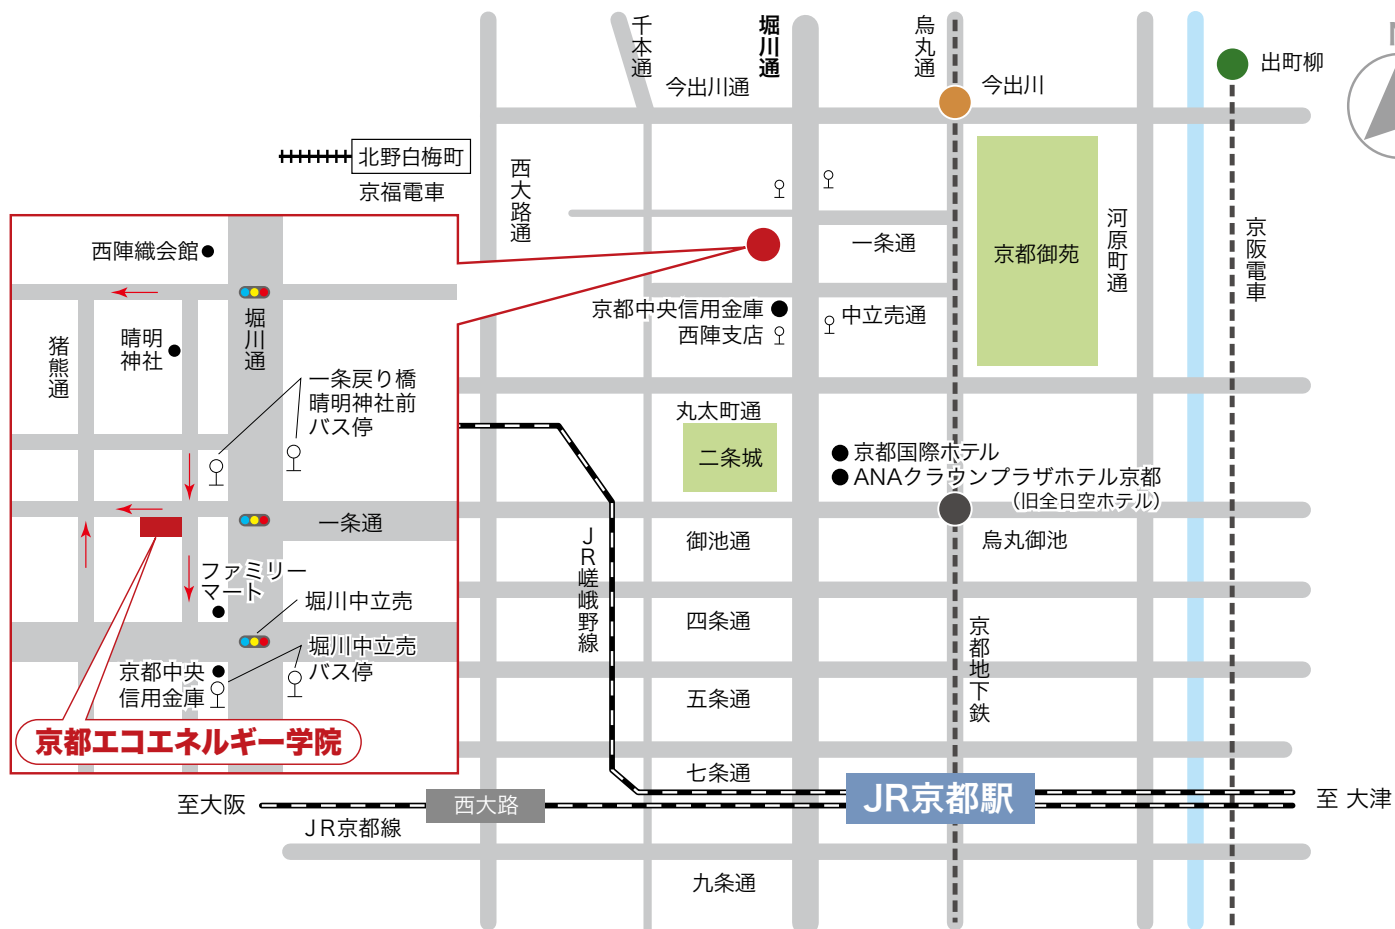 千本通
堀川通
烏丸通
今出川通
今出川
出町柳
N
北野白梅町
京福電車
西大路通
一条通
京都御苑
河原町通
京阪電車
京都中央信用金庫
西陣支店
中立売通
丸太町通
二条城
京都国際ホテル
ANAクラウンプラザホテル京都
（旧全日空ホテル）
御池通
烏丸御池
JR嵯峨野線
四条通
京都地下鉄
五条通
七条通
JR京都駅
西大路
至大阪
JR京都線
至 大津
九条通
西陣織会館
堀川通
晴明
神社
猪熊通
一条戻り橋
晴明神社前
バス停
一条通
ファミリー
マート
堀川中立売
堀川中立売
バス停
京都中央
信用金庫
京都エコエネルギー学院